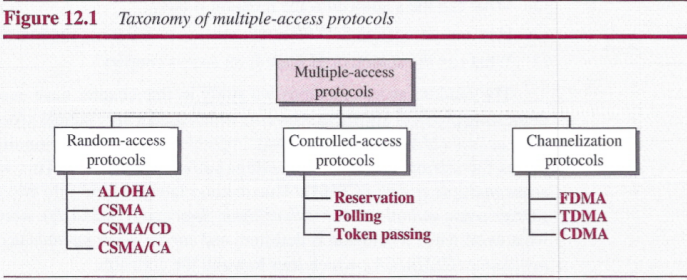 Figure 12.1 Taxonomy of multiple-access protocols
Multiple-access
protocols
Random-access
protocols
ALOHA
CSMA
CSMA/CD
CSMA/CA
Controlled-access
protocols
Reservation
Polling
Token passing
Channelization
protocols
FDMA
TDMA
CDMA